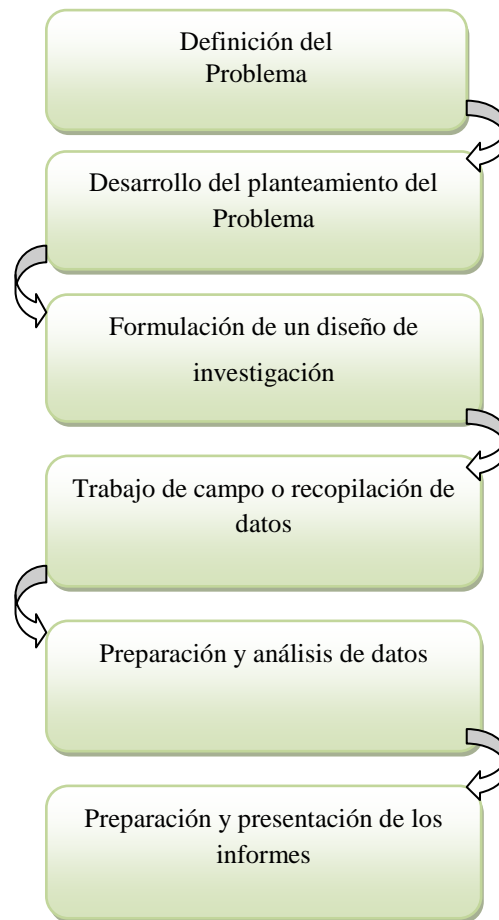 Definición del
Problema
Desarrollo del planteamiento del
Problema
Formulación de un diseño de
investigación
Trabajo de campo o recopilación de
datos
Preparación y análisis de datos
Preparación y presentación de los
informes